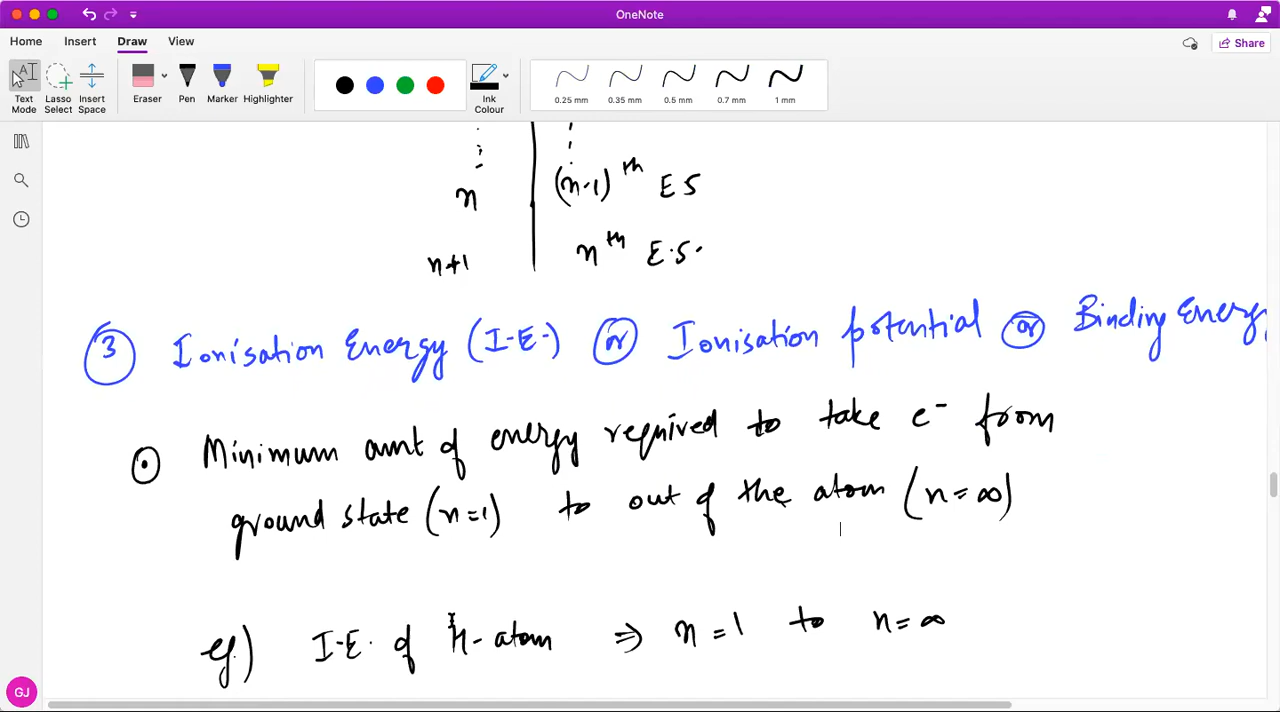 OneNote
Home Insert Draw View
Share
Text Mode
Lasso Select
Insert Space
Eraser
Pen
Marker
Highlighter
Ink Colour
0.25 mm 0.35 mm 0.5 mm 0.7 mm 1 mm
n (n-1)th E S
n+1 nth E.S.
3 Ionisation Energy (I-E-) or Ionisation potential or Binding Energy
Minimum amt of energy required to take e- from
ground state (n=1) to out of the atom (n=∞)
eg) I-E. of H-atom ⇒ n=1 to n=∞
GJ